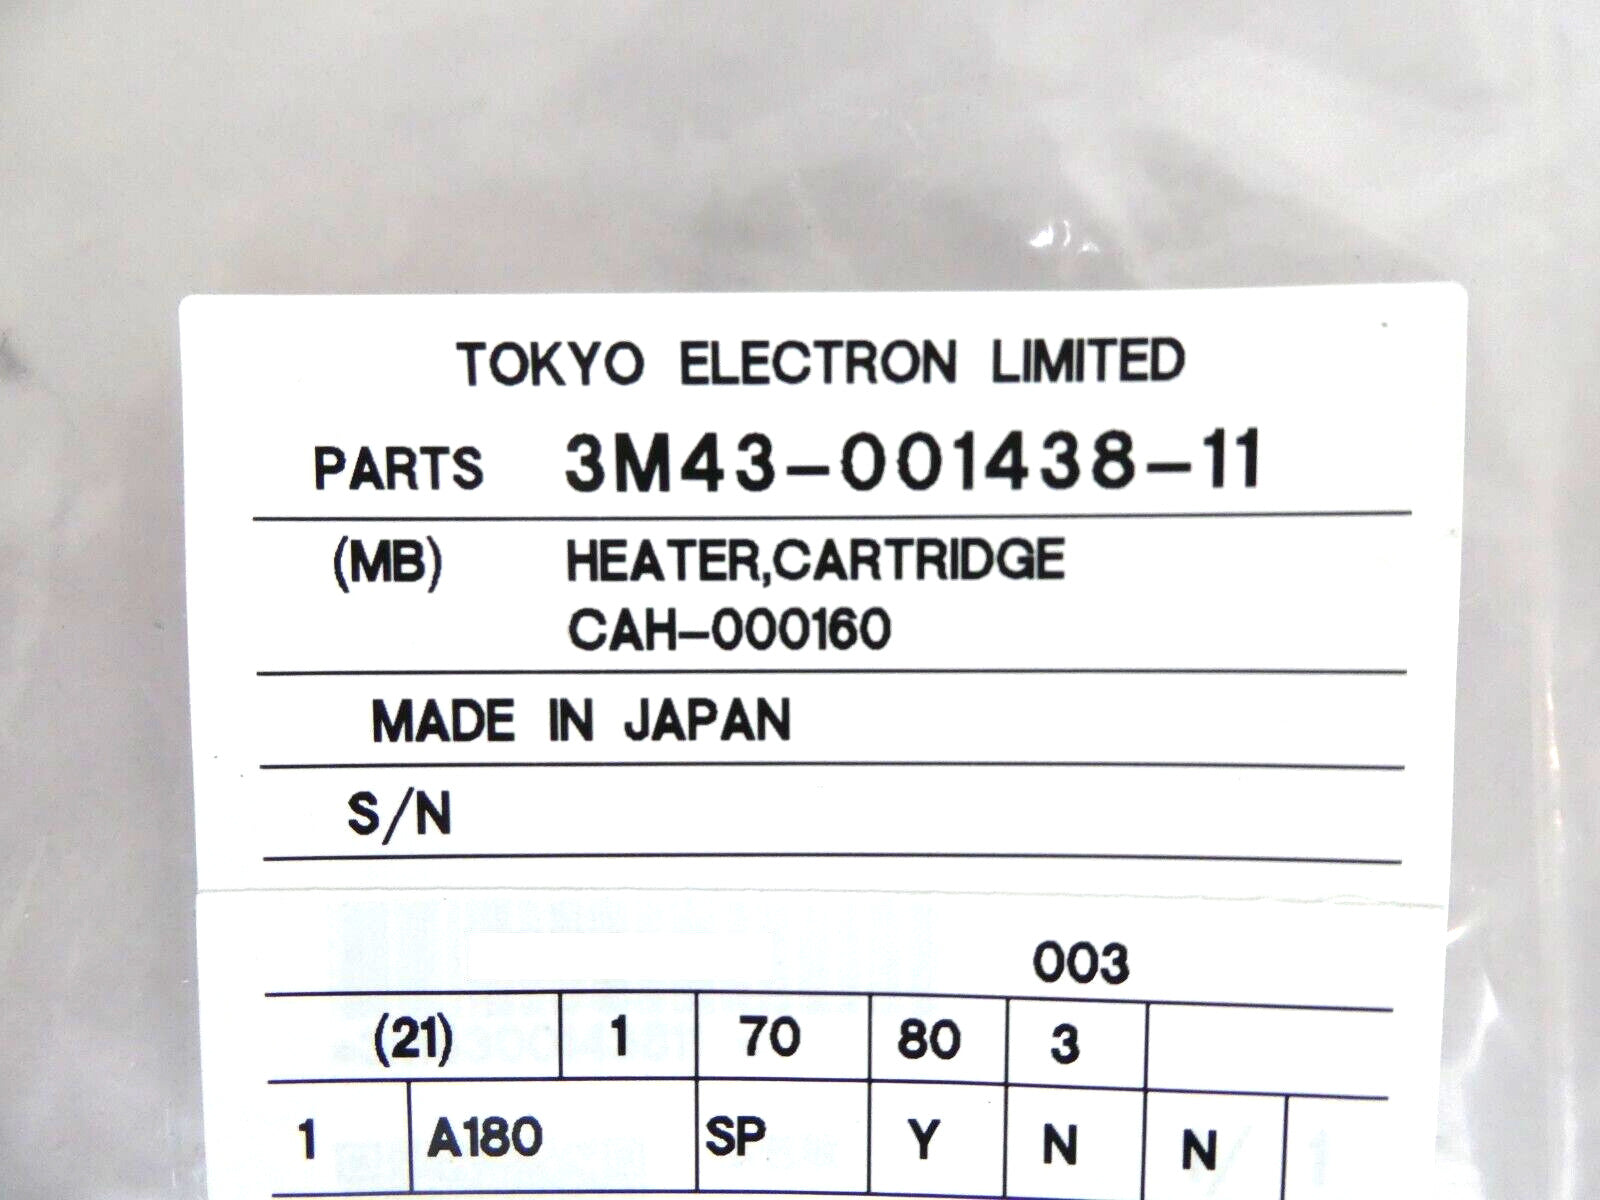 TOKYO ELECTRON LIMITED
PARTS 3M43-001438-11
(MB) HEATER,CARTRIDGE
CAH-000160
MADE IN JAPAN
S/N
003
(21) 1 70 80 3
1 A180 SP Y N N